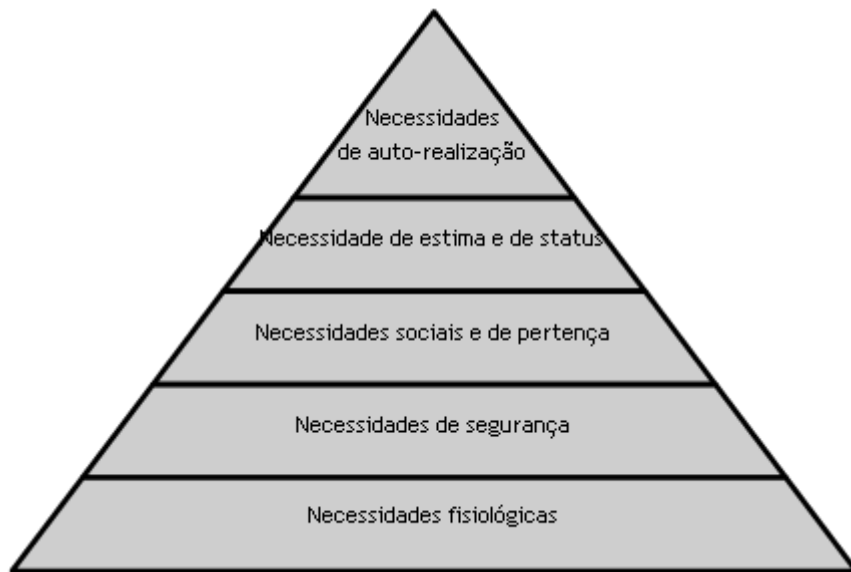 Necessidades
de auto-realização
Necessidade de estima e de status
Necessidades sociais e de pertença
Necessidades de segurança
Necessidades fisiológicas